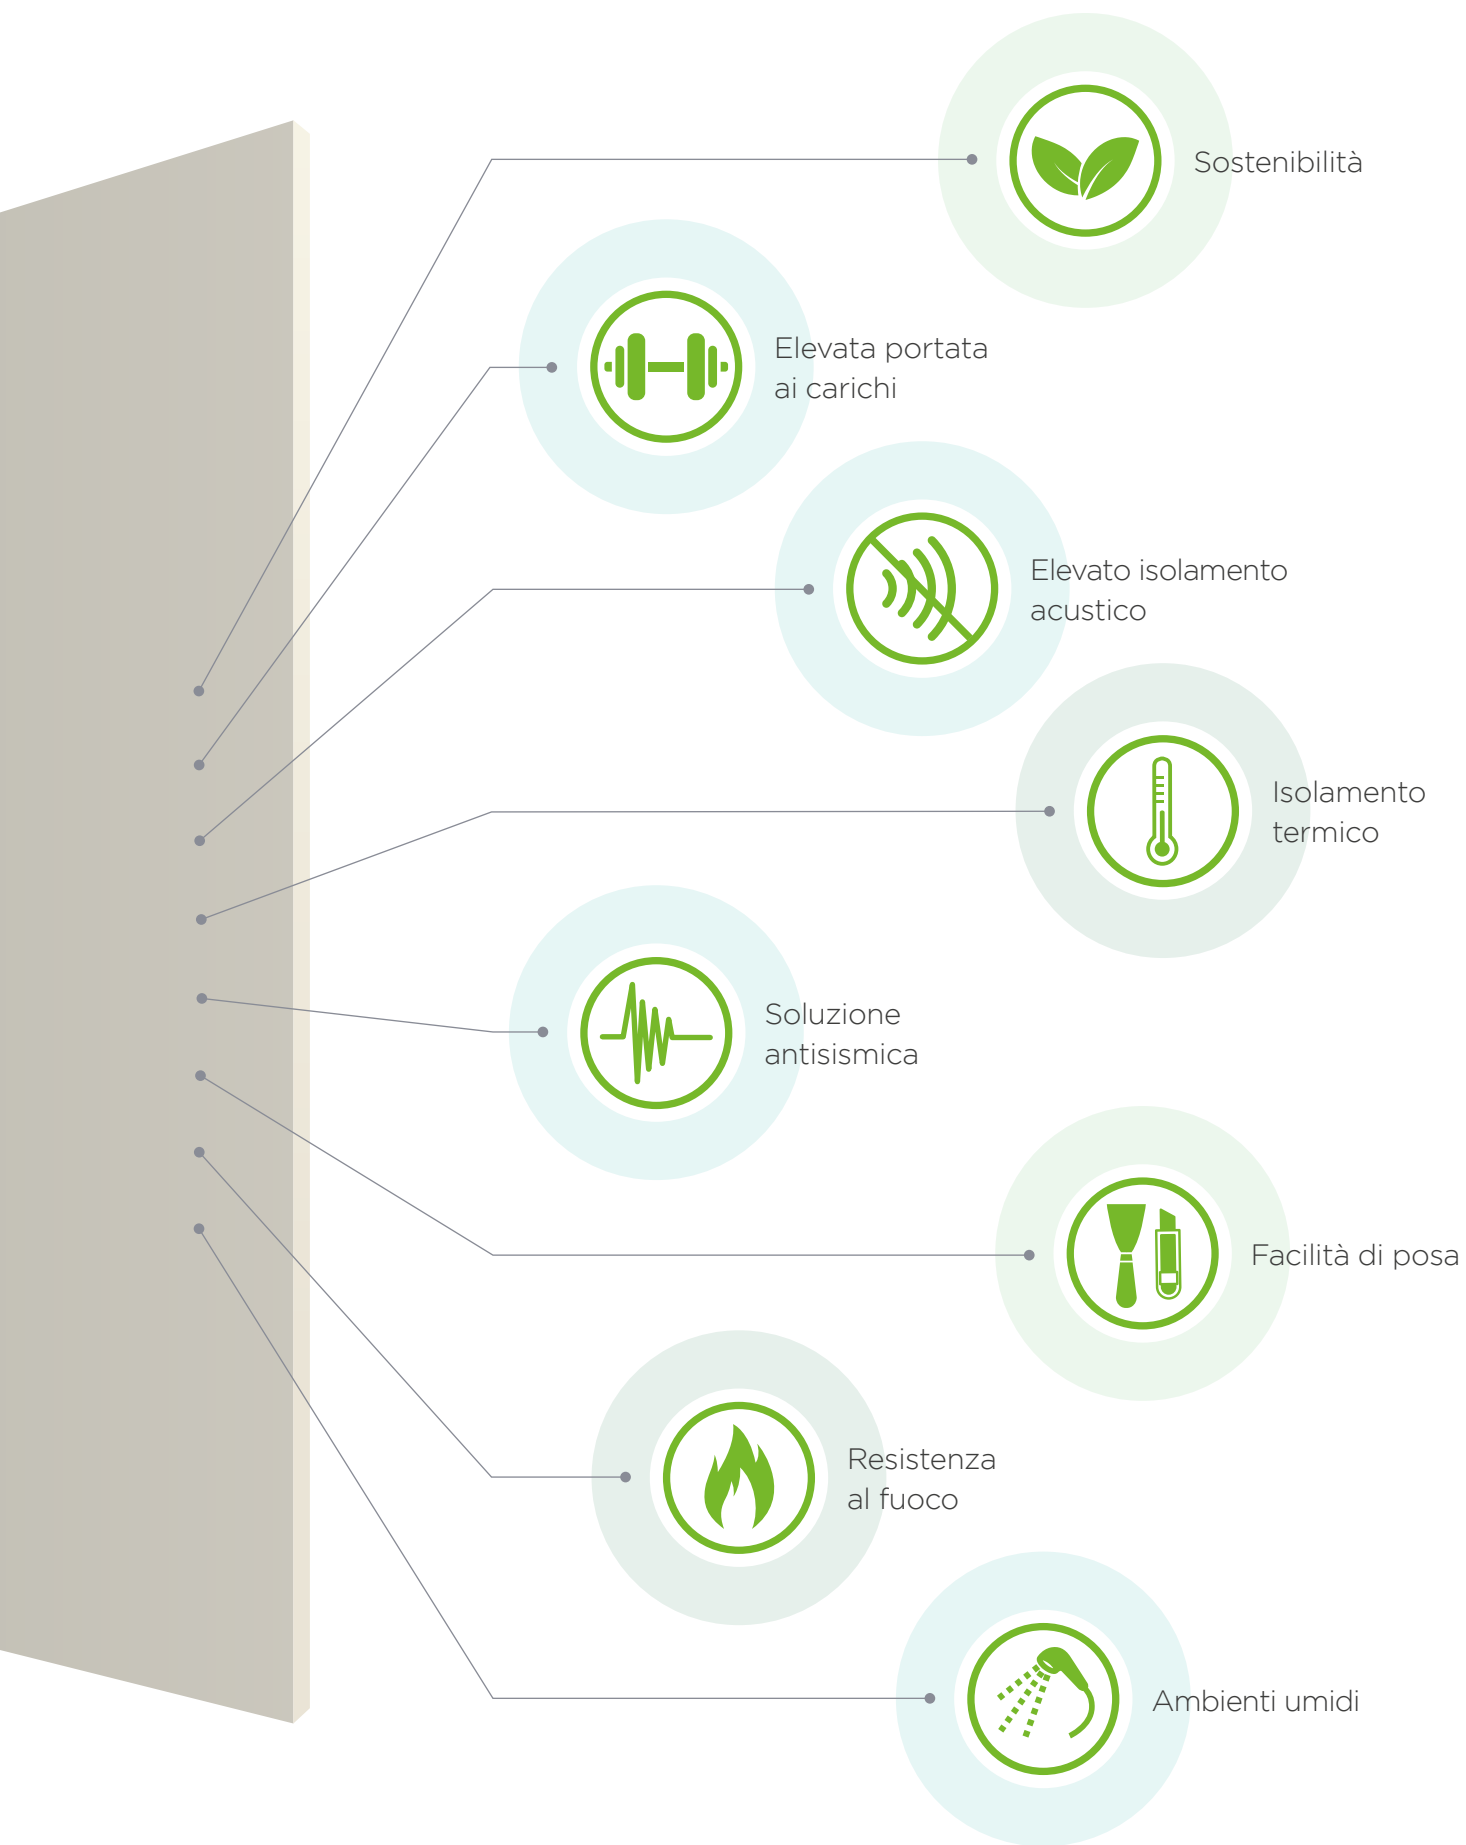 Sostenibilità
Elevata portata
ai carichi
Elevato isolamento
acustico
Isolamento
termico
Soluzione
antisismica
Facilità di posa
Resistenza
al fuoco
Ambienti umidi